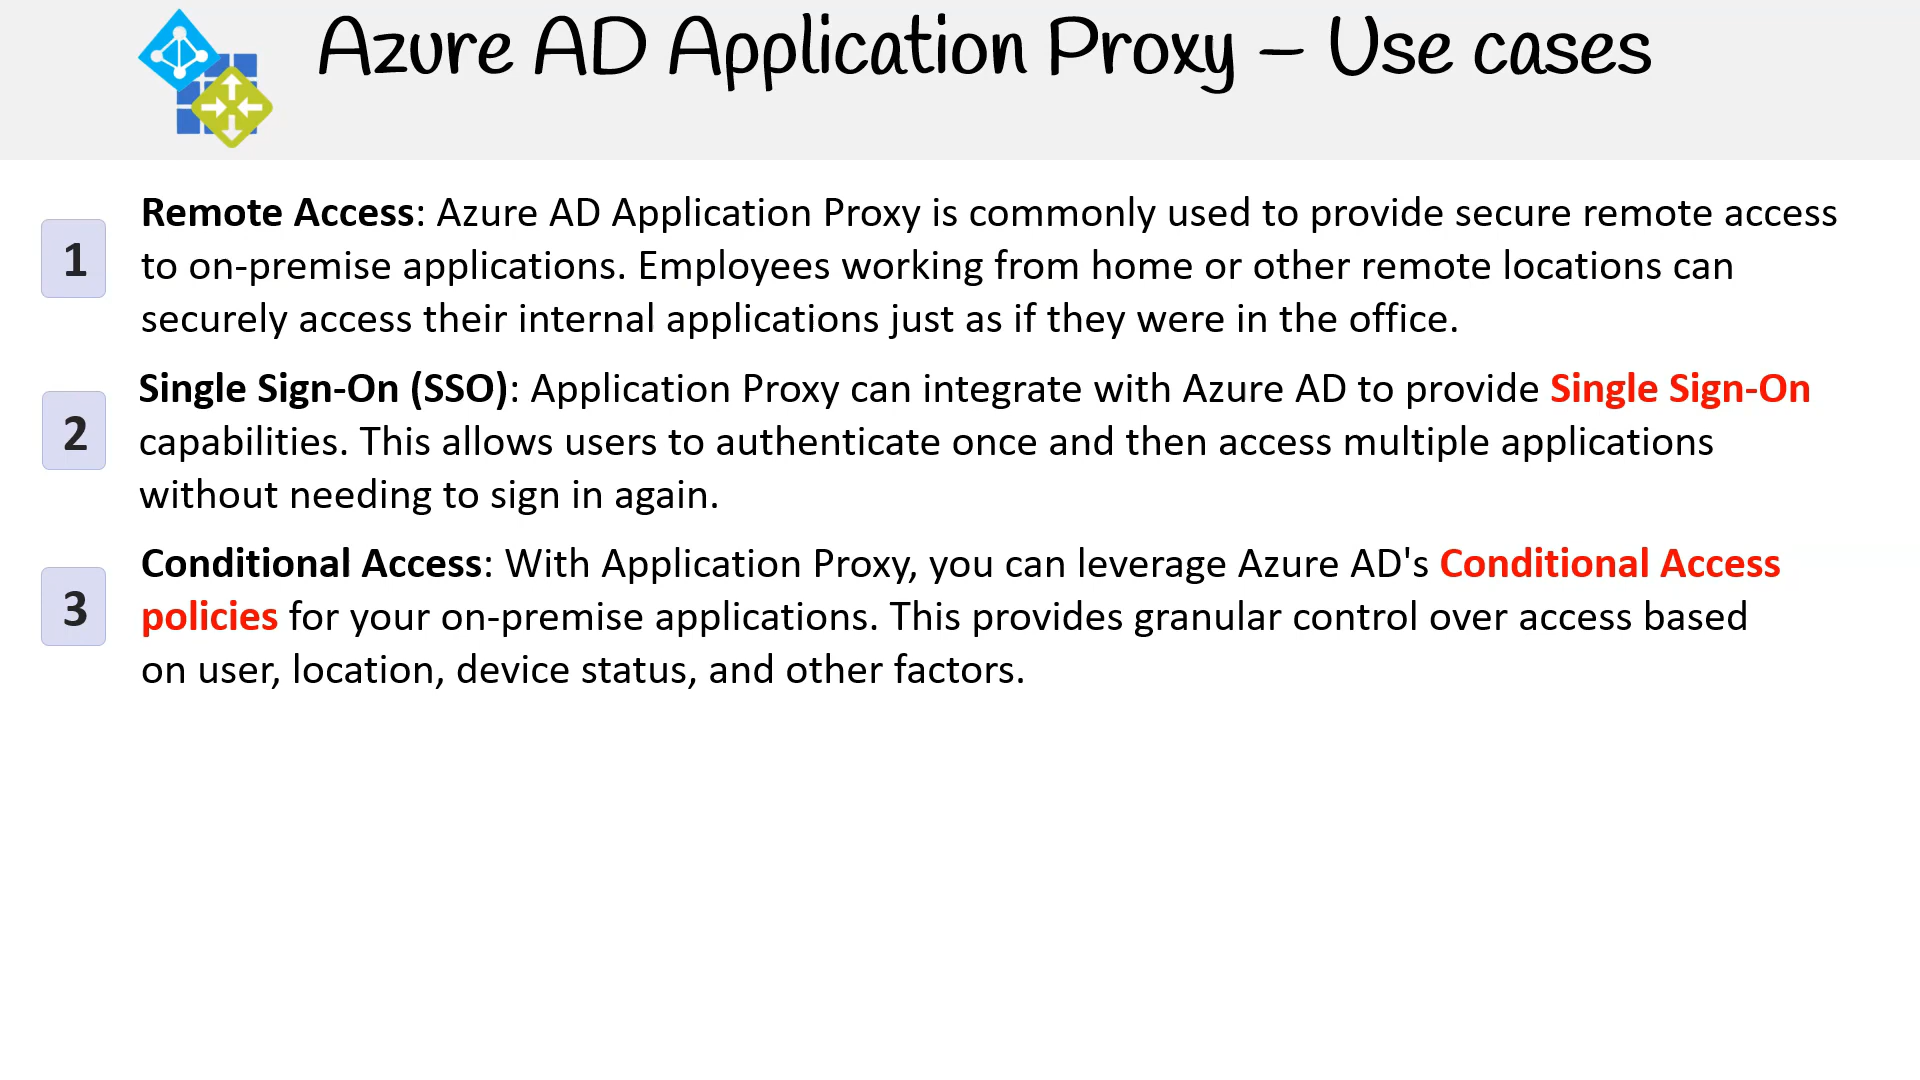 Azure AD Application Proxy – Use cases
1
Remote Access: Azure AD Application Proxy is commonly used to provide secure remote access
to on-premise applications. Employees working from home or other remote locations can
securely access their internal applications just as if they were in the office.
2
Single Sign-On (SSO): Application Proxy can integrate with Azure AD to provide Single Sign-On
capabilities. This allows users to authenticate once and then access multiple applications
without needing to sign in again.
3
Conditional Access: With Application Proxy, you can leverage Azure AD's Conditional Access
policies for your on-premise applications. This provides granular control over access based
on user, location, device status, and other factors.